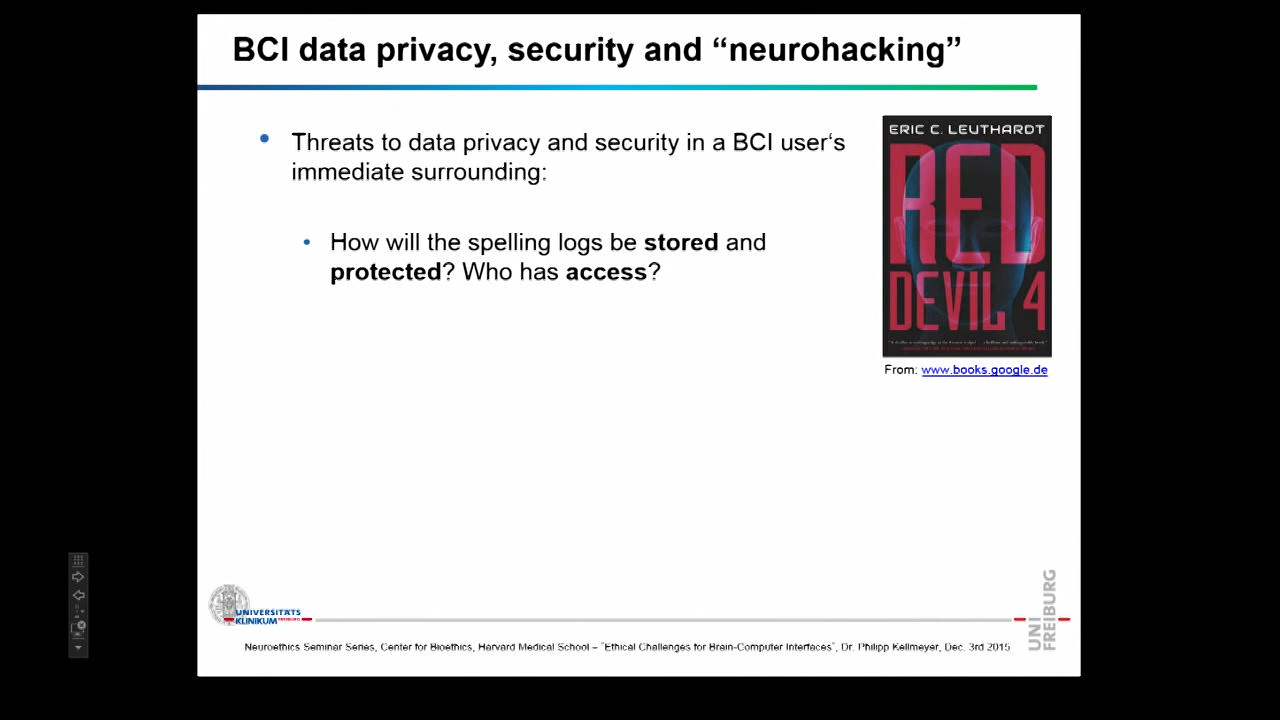 BCI data privacy, security and “neurohacking”
• Threats to data privacy and security in a BCI user‘s
immediate surrounding:
• How will the spelling logs be stored and
protected? Who has access?
ERIC C. LEUTHARDT
RED
DEVIL 4
From: www.books.google.de
UNIVERSITÄTS
KLINIKUM
UNI
FREIBURG
Neuroethics Seminar Series, Center for Bioethics, Harvard Medical School – “Ethical Challenges for Brain-Computer Interfaces”, Dr. Philipp Kellmeyer, Dec. 3rd 2015